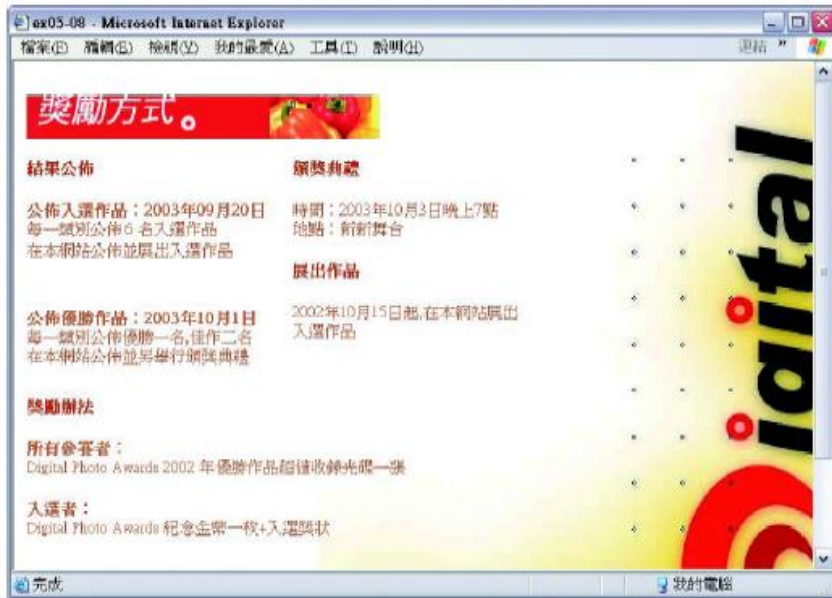 ex05-08 - Microsoft Internet Explorer
檔案(F) 編輯(E) 檢視(V) 我的最愛(A) 工具(T) 說明(H) 連結 »
獎勵方式。
結果公佈
公佈入選作品：2003年09月20日
每一類別公佈6 名入選作品
在本網站公佈並展出入選作品
公佈優勝作品：2003年10月1日
每一類別公佈優勝一名,佳作二名
在本網站公佈並另舉行頒獎典禮
頒獎典禮
時間：2003年10月3日晚上7點
地點：新新舞台
展出作品
2002年10月15日起,在本網站展出
入選作品
獎勵辦法
所有參賽者：
Digital Photo Awards 2002 年優勝作品超值收錄光碟一張
入選者：
Digital Photo Awards 紀念金幣一枚+入選獎狀
Digital
完成
我的電腦